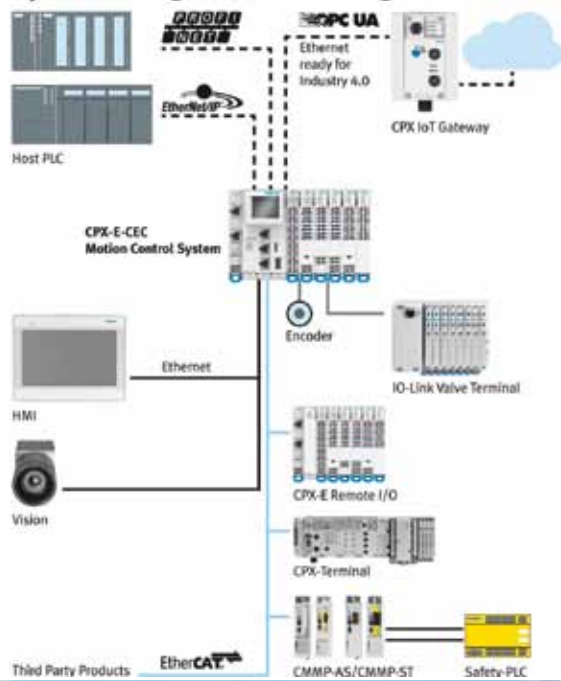 PROFI
NET
OPC UA
Ethernet
ready for
Industry 4.0
EtherNet/IP
CPX IoT Gateway
Host PLC
CPX-E-CEC
Motion Control System
Encoder
IO-Link Valve Terminal
Ethernet
HMI
CPX-E Remote I/O
Vision
CPX-Terminal
Third Party Products
EtherCAT
CMMP-AS/CMMP-ST
Safety-PLC